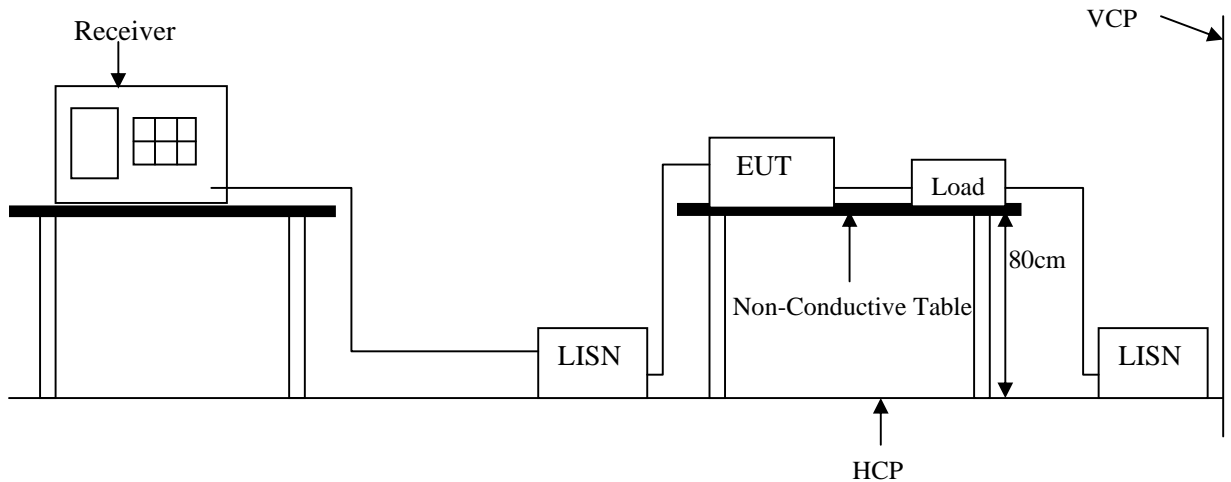 VCP
Receiver
EUT
Load
80cm
Non-Conductive Table
LISN
LISN
HCP